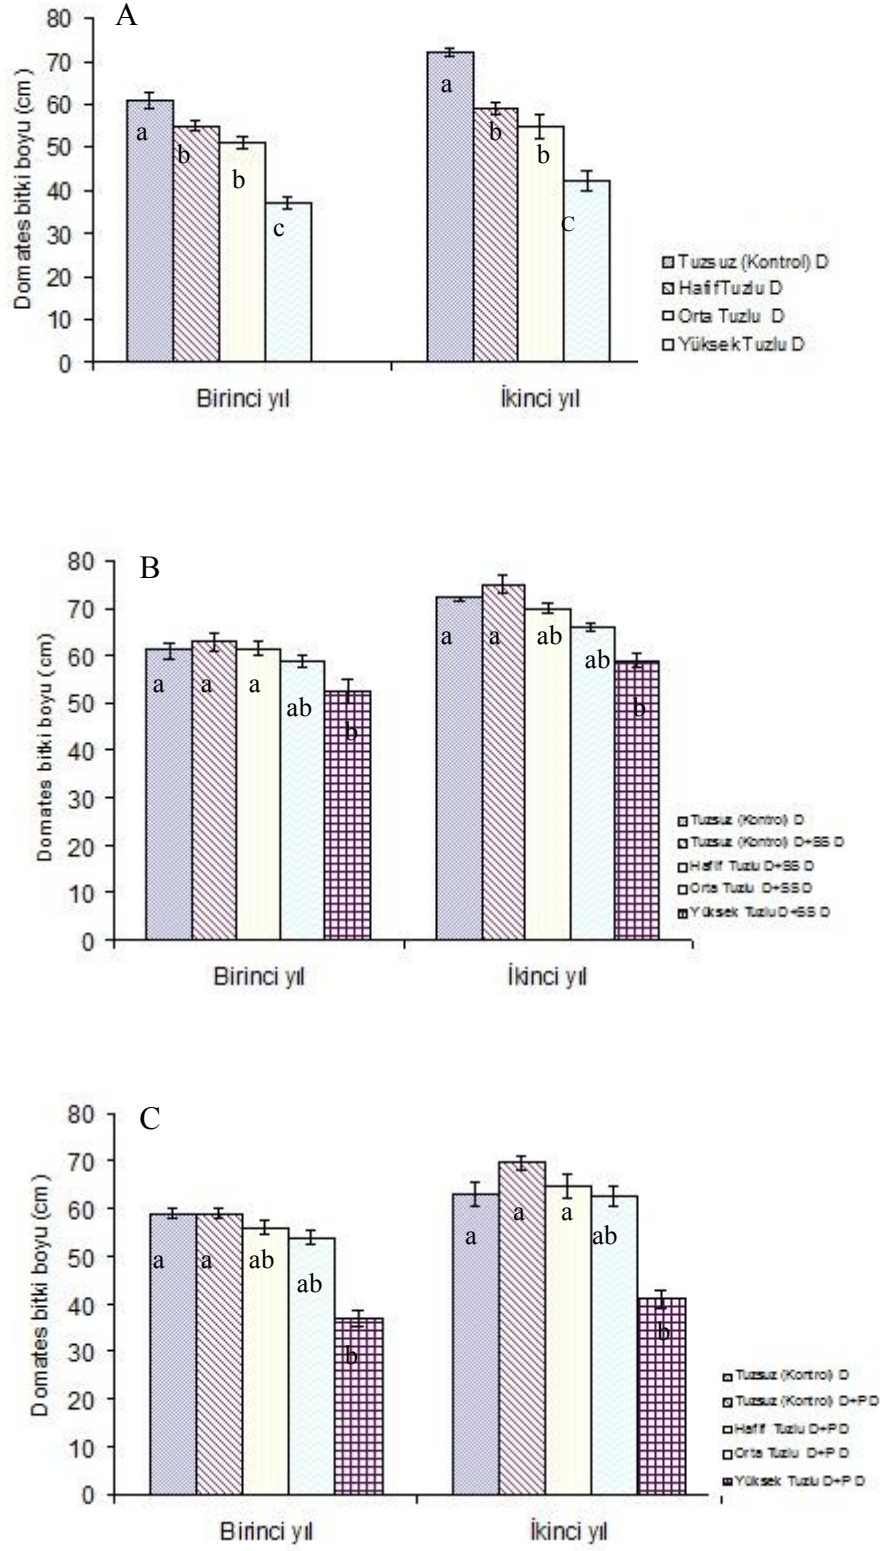 A
Domates bitki boyu (cm)
80
70
60
50
40
30
20
10
0
a
b
b
c
a
b
b
C
Birinci yıl
İkinci yıl
Tuzsuz (Kontrol) D
Hafif Tuzlu D
Orta Tuzlu D
Yüksek Tuzlu D
B
Domates bitki boyu (cm)
80
70
60
50
40
30
20
10
0
a
a
a
ab
b
a
a
ab
ab
b
Birinci yıl
İkinci yıl
Tuzsuz (Kontrol) D
Tuzsuz (Kontrol) D+SS D
Hafif Tuzlu D+SS D
Orta Tuzlu D+SS D
Yüksek Tuzlu D+SS D
C
Domates bitki boyu (cm)
80
70
60
50
40
30
20
10
0
a
a
ab
ab
b
a
a
a
ab
b
Birinci yıl
İkinci yıl
Tuzsuz (Kontrol) D
Tuzsuz (Kontrol) D+P D
Hafif Tuzlu D+P D
Orta Tuzlu D+P D
Yüksek Tuzlu D+P D